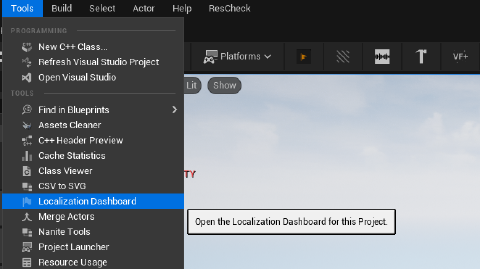 Tools Build Select Actor Help ResCheck
PROGRAMMING
New C++ Class...
Refresh Visual Studio Project
Open Visual Studio
Platforms
VF+
TOOLS
Lit Show
Find in Blueprints
Assets Cleaner
C++ Header Preview
Cache Statistics
Class Viewer
TY
CSV to SVG
Localization Dashboard
Merge Actors
Open the Localization Dashboard for this Project.
Nanite Tools
Project Launcher
Resource Usage